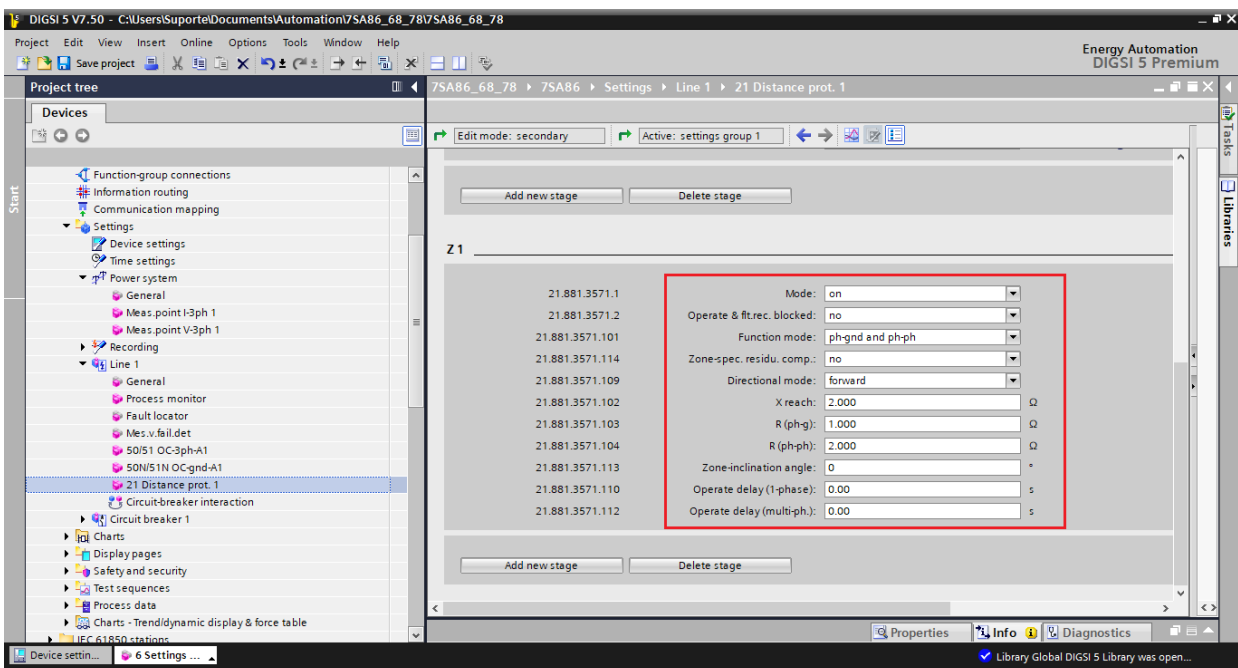 DIGSI 5 V7.50 - C:\Users\Suporte\Documents\Automation\7SA86_68_78\7SA86_68_78
Project Edit View Insert Online Options Tools Window Help
Save project
Energy Automation
DIGSI 5 Premium
Project tree
7SA86_68_78 7SA86 Settings Line 1 21 Distance prot. 1
Devices
Edit mode: secondary
Active: settings group 1
Start
Tasks
Libraries
Function-group connections
Information routing
Communication mapping
Settings
Device settings
Time settings
Power system
General
Meas.point I-3ph 1
Meas.point V-3ph 1
Recording
Line 1
General
Process monitor
Fault locator
Mes.v.fail.det
50/51 OC-3ph-A1
50N/51N OC-gnd-A1
21 Distance prot. 1
Circuit-breaker interaction
Circuit breaker 1
Charts
Display pages
Safety and security
Test sequences
Process data
Charts - Trend/dynamic display & force table
IEC 61850 stations
Add new stage Delete stage
Z 1
21.881.3571.1 Mode: on
21.881.3571.2 Operate & flt.rec. blocked: no
21.881.3571.101 Function mode: ph-gnd and ph-ph
21.881.3571.114 Zone-spec. residu. comp.: no
21.881.3571.109 Directional mode: forward
21.881.3571.102 X reach: 2.000 Ω
21.881.3571.103 R (ph-g): 1.000 Ω
21.881.3571.104 R (ph-ph): 2.000 Ω
21.881.3571.113 Zone-inclination angle: 0 °
21.881.3571.110 Operate delay (1-phase): 0.00 s
21.881.3571.112 Operate delay (multi-ph.): 0.00 s
Add new stage Delete stage
Properties Info Diagnostics
Device settin... 6 Settings ...
Library Global DIGSI 5 Library was open...